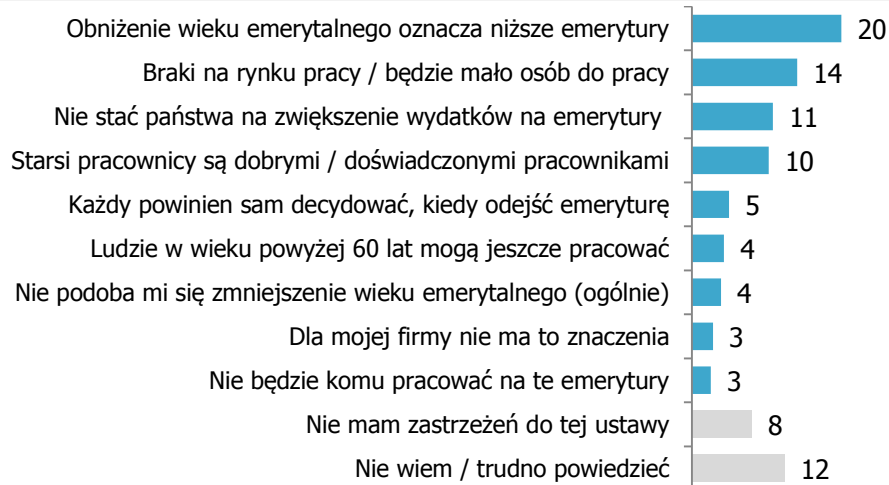 Obniżenie wieku emerytalnego oznacza niższe emerytury 20
Braki na rynku pracy / będzie mało osób do pracy 14
Nie stać państwa na zwiększenie wydatków na emerytury 11
Starsi pracownicy są dobrymi / doświadczonymi pracownikami 10
Każdy powinien sam decydować, kiedy odejść emeryturę 5
Ludzie w wieku powyżej 60 lat mogą jeszcze pracować 4
Nie podoba mi się zmniejszenie wieku emerytalnego (ogólnie) 4
Dla mojej firmy nie ma to znaczenia 3
Nie będzie komu pracować na te emerytury 3
Nie mam zastrzeżeń do tej ustawy 8
Nie wiem / trudno powiedzieć 12